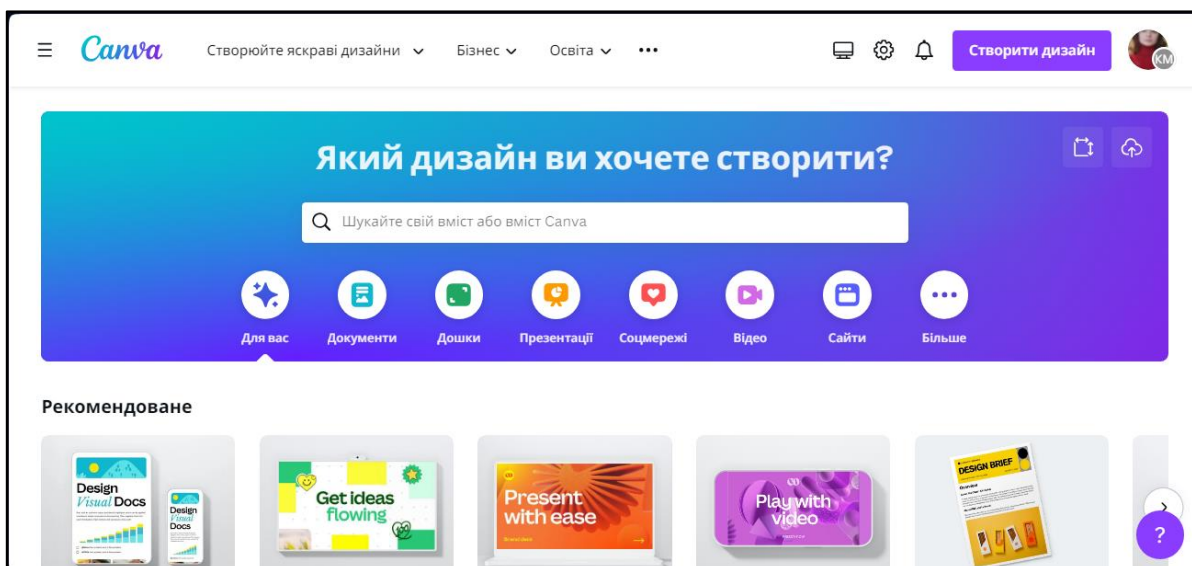 Canva
Створюйте яскраві дизайни
Бізнес
Освіта
Створити дизайн
КМ
Який дизайн ви хочете створити?
Шукайте свій вміст або вміст Canva
Для вас
Документи
Дошки
Презентації
Соцмережі
Відео
Сайти
Більше
Рекомендоване
Design
Visual Docs
Design
Visual
Docs
Get ideas
flowing
Present
with ease
Play with
video
DESIGN BRIEF
?